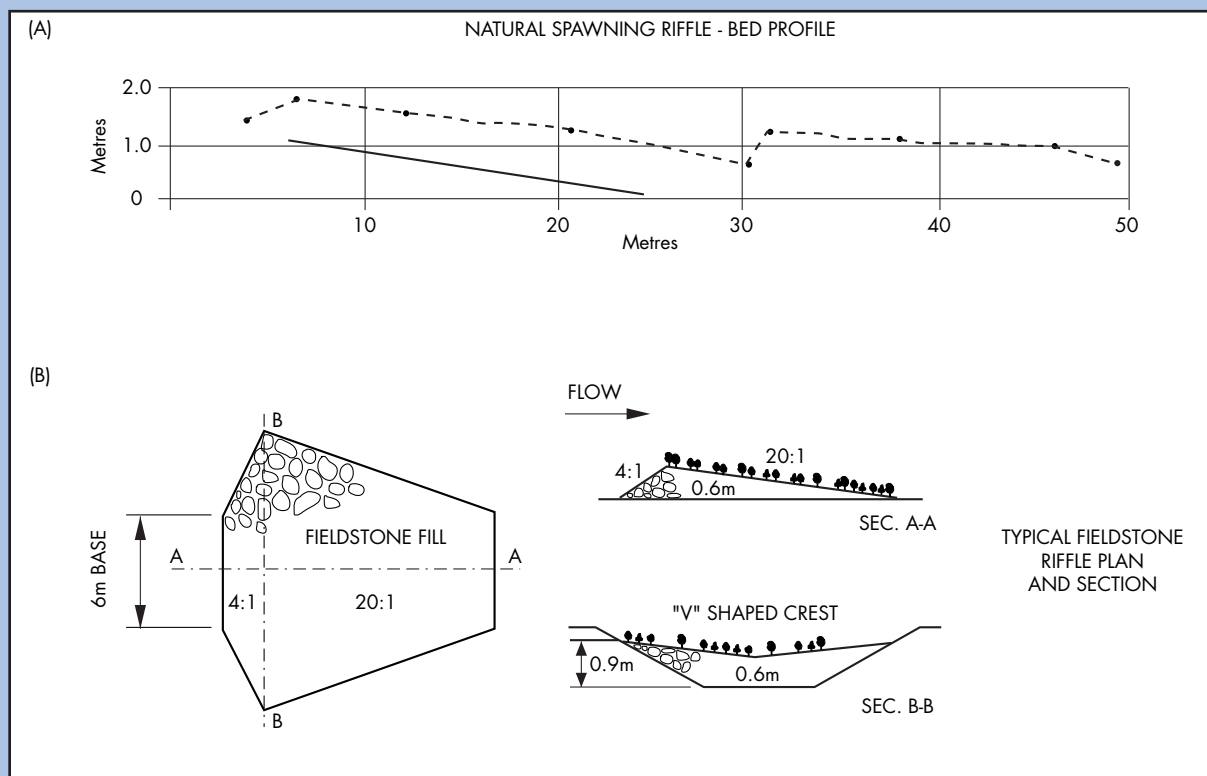 (A)
NATURAL SPAWNING RIFFLE - BED PROFILE
2.0
1.0
0
Metres
10
20
30
40
50
Metres
(B)
B
6m BASE
A
FIELDSTONE FILL
A
4:1
20:1
B
FLOW
4:1
20:1
0.6m
SEC. A-A
"V" SHAPED CREST
0.9m
0.6m
SEC. B-B
TYPICAL FIELDSTONE
RIFFLE PLAN
AND SECTION